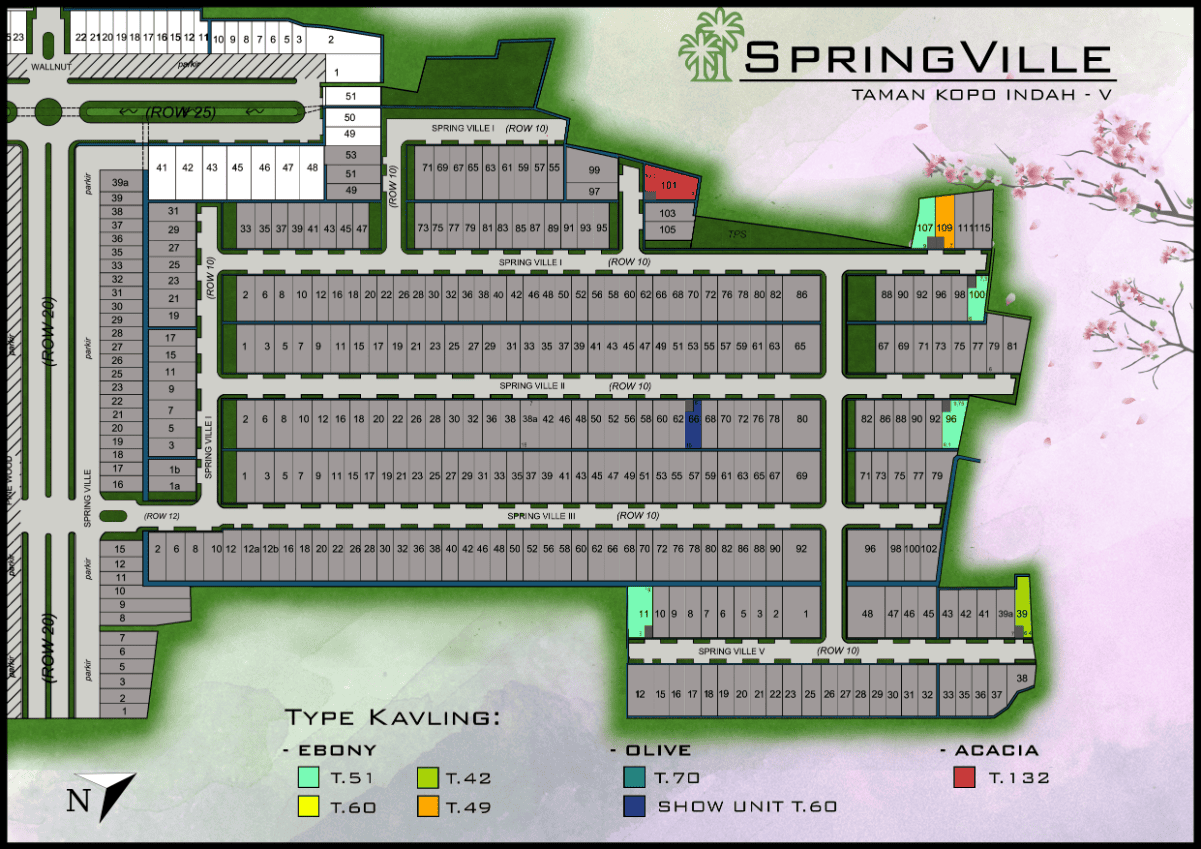 SPRINGVILLE
TAMAN KOPO INDAH - V
23
22 21 20 19 18 17 16 15 12 11 10 9 8 7 6 5 3 2
WALLNUT
parkir
1
51
(ROW 25)
50
49
SPRING VILLE I (ROW 10)
41 42 43 45 46 47 48
53
51
49
(ROW 10)
71 69 67 65 63 61 59 57 55
99
97
101
103
105
TPS
107 109 111 115
parkir
39a
39
38
37
36
35
33
32
31
30
29
28
27
26
25
23
22
21
20
19
18
17
16
31
29
27
25
23
21
19
17
15
11
9
7
5
3
1b
1a
33 35 37 39 41 43 45 47
73 75 77 79 81 83 85 87 89 91 93 95
SPRING VILLE I (ROW 10)
(ROW 10)
2 6 8 10 12 16 18 20 22 26 28 30 32 36 38 40 42 46 48 50 52 56 58 60 62 66 68 70 72 76 78 80 82 86
88 90 92 96 98 100
(ROW 20)
parkir
parkir
1 3 5 7 9 11 15 17 19 21 23 25 27 29 31 33 35 37 39 41 43 45 47 49 51 53 55 57 59 61 63 65
67 69 71 73 75 77 79 81
SPRING VILLE II (ROW 10)
2 6 8 10 12 16 18 20 22 26 28 30 32 36 38 38a 42 46 48 50 52 56 58 60 62 66 68 70 72 76 78 80
82 86 88 90 92 96
SPRING VILLE I
1 3 5 7 9 11 15 17 19 21 23 25 27 29 31 33 35 37 39 41 43 45 47 49 51 53 55 57 59 61 63 65 67 69
71 73 75 77 79
SPRING VILLE
(ROW 12)
SPRING VILLE III (ROW 10)
2 6 8 10 12 12a 12b 16 18 20 22 26 28 30 32 36 38 40 42 46 48 50 52 56 58 60 62 66 68 70 72 76 78 80 82 86 88 90 92
96 98 100 102
15
12
11
10
9
8
7
6
5
3
2
1
parkir
parkir
parkir
parkir
(ROW 20)
11 10 9 8 7 6 5 3 2 1
48 47 46 45 43 42 41 39a 39
SPRING VILLE V (ROW 10)
12 15 16 17 18 19 20 21 22 23 25 26 27 28 29 30 31 32 33 35 36 37 38
TYPE KAVLING:
- EBONY
T.51
T.42
T.60
T.49
- OLIVE
T.70
SHOW UNIT T.60
- ACACIA
T.132
N